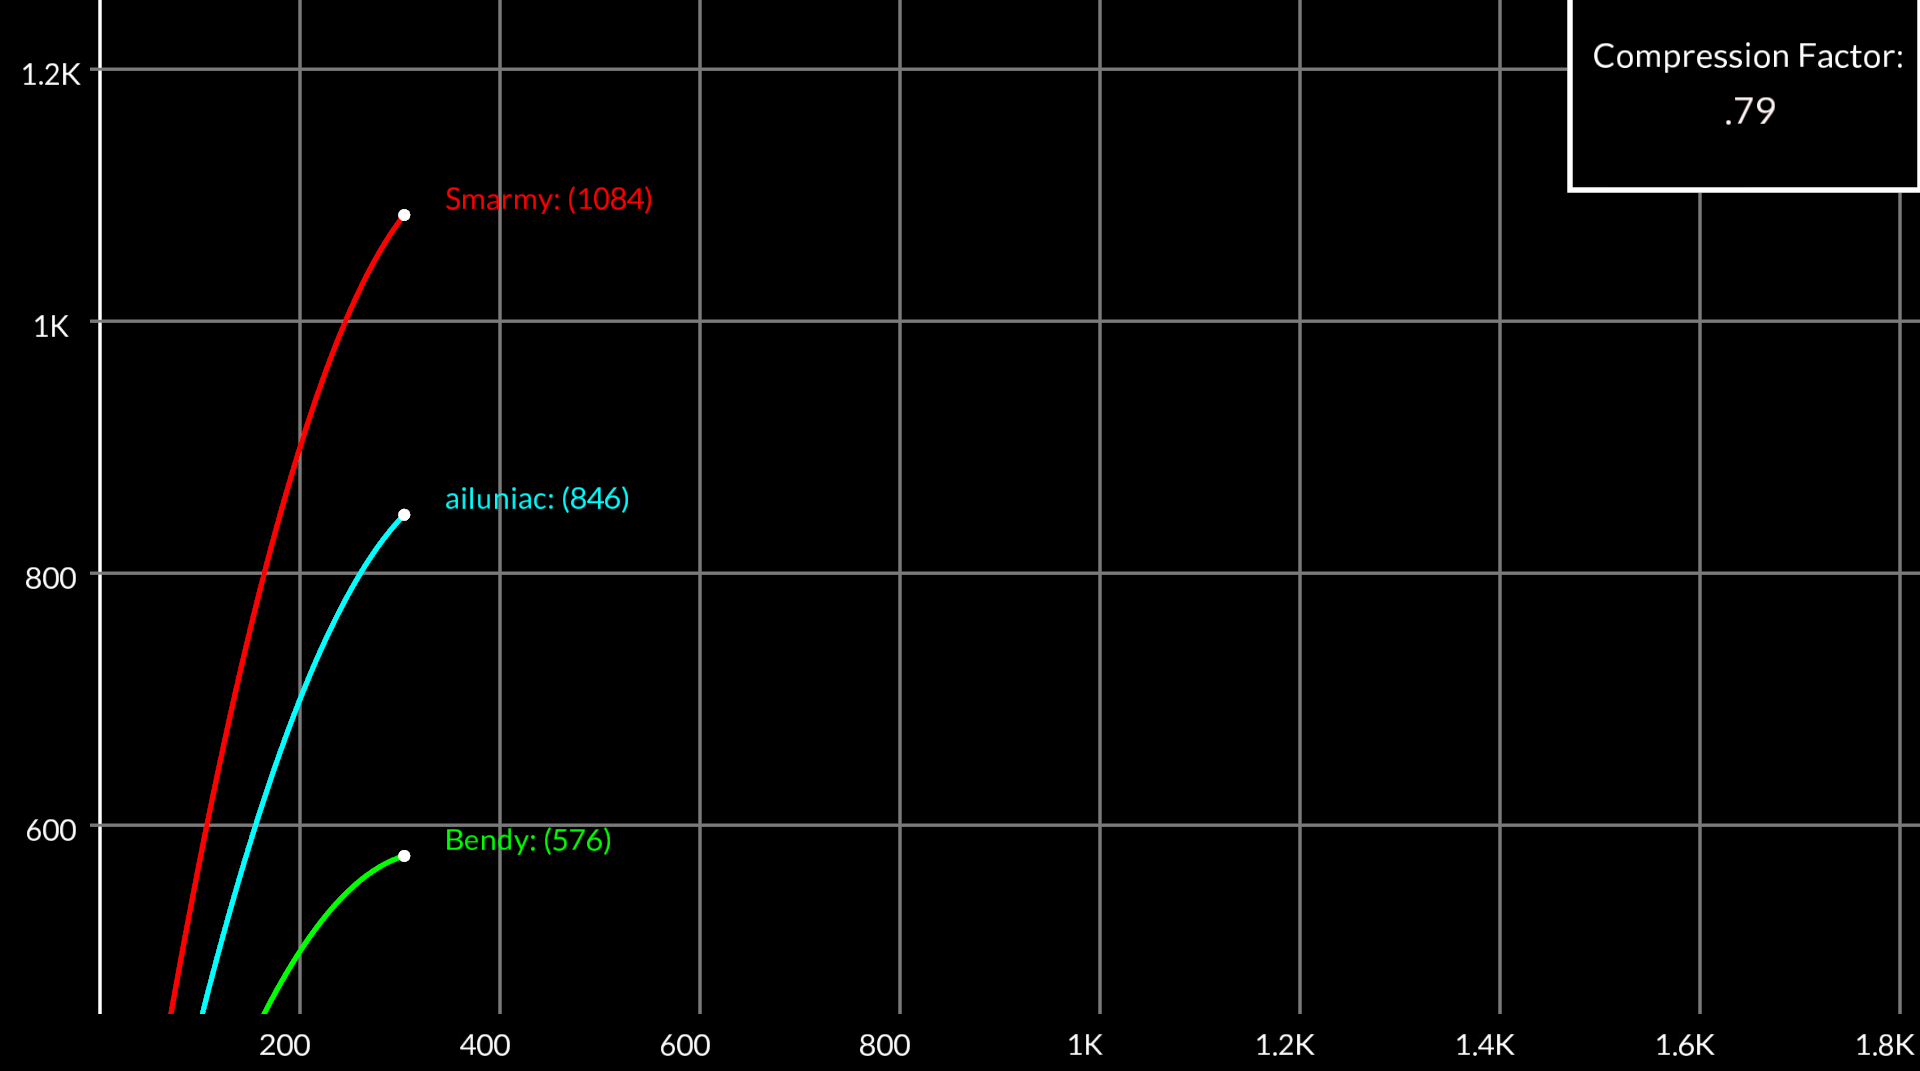 Compression Factor:
.79
1.2K
Smarmy: (1084)
1K
ailuniac: (846)
800
600
Bendy: (576)
200 400 600 800 1K 1.2K 1.4K 1.6K 1.8K